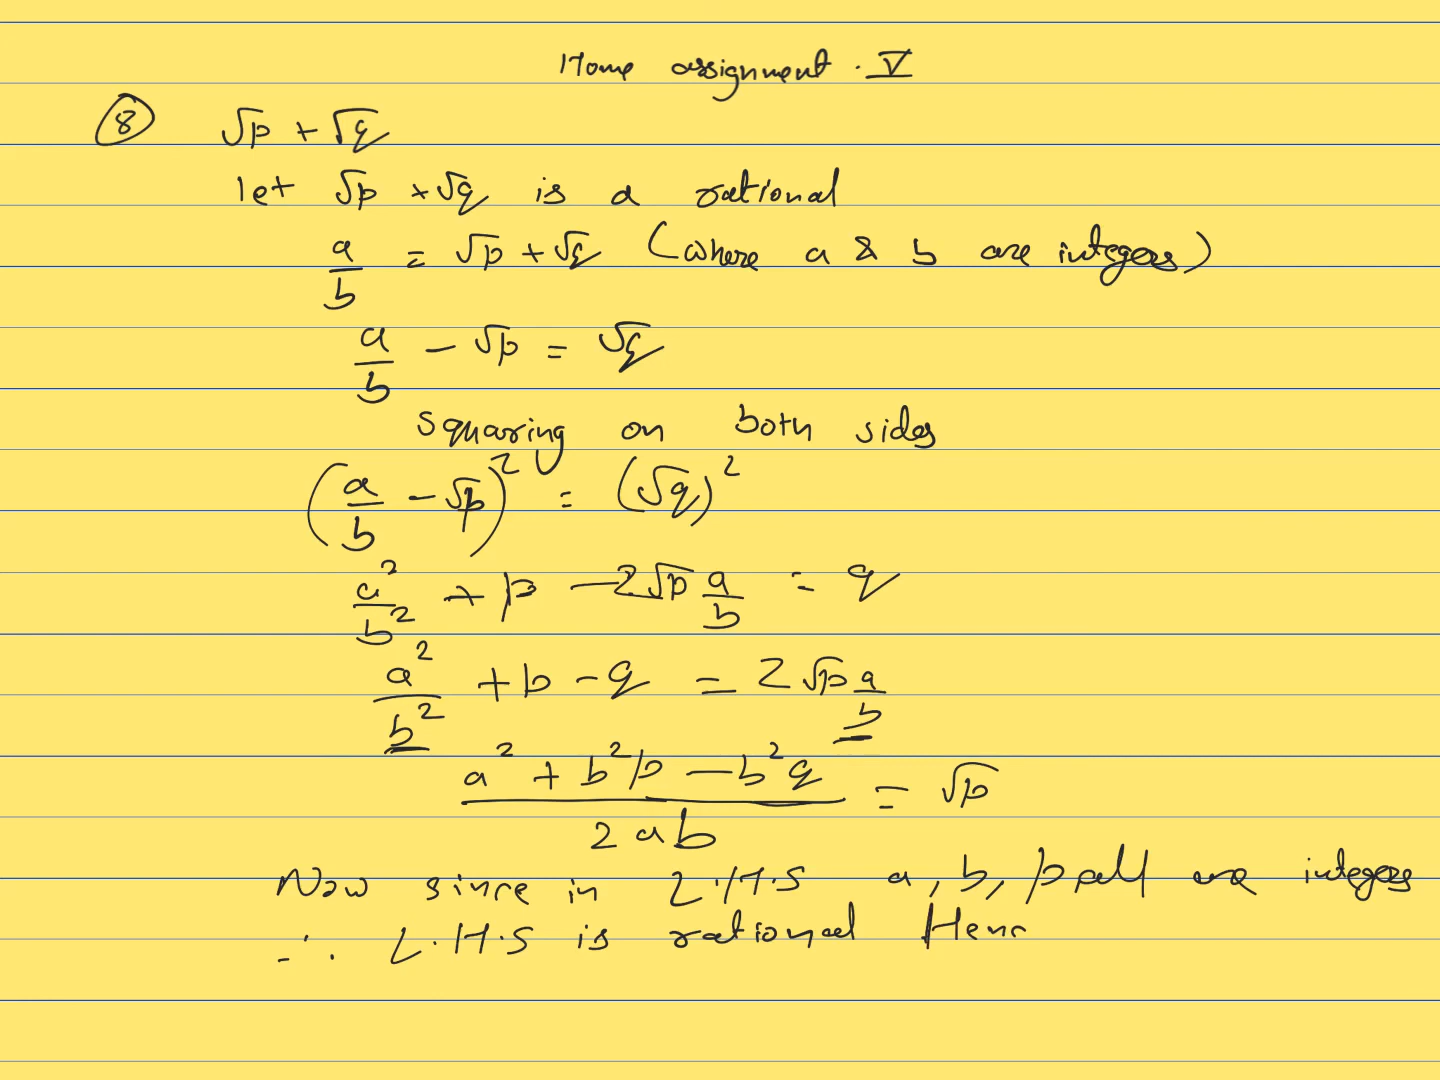 Home assignment . V
8 √p + √q
let √p + √q is a rational
a/b = √p + √q (where a & b are integers)
a/b - √p = √q
squaring on both sides
(a/b - √p)² = (√q)²
a²/b² + p - 2√p a/b = q
a²/b² + p - q = 2√p a/b
(a² + b²p - b²q)/2ab = √p
Now since in L.H.S a, b, p all are integers
∴ L.H.S is rational Henc